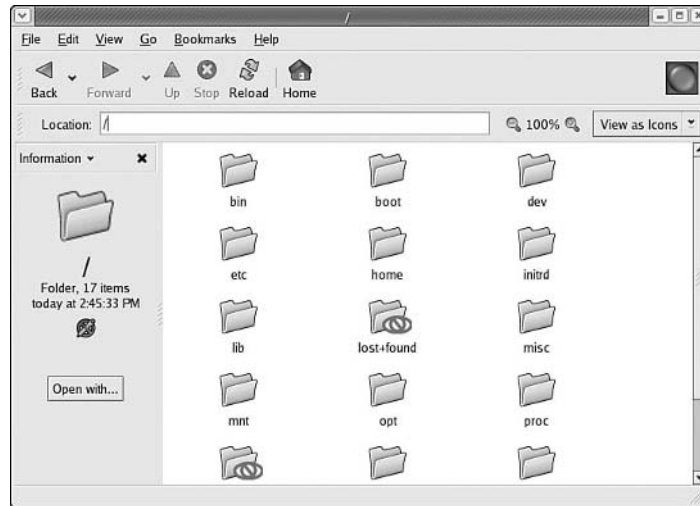 /
File Edit View Go Bookmarks Help
Back Forward Up Stop Reload Home
Location: / 100% View as Icons
Information
bin boot dev
/
Folder, 17 items
today at 2:45:33 PM
etc home initrd
lib lost+found misc
Open with...
mnt opt proc